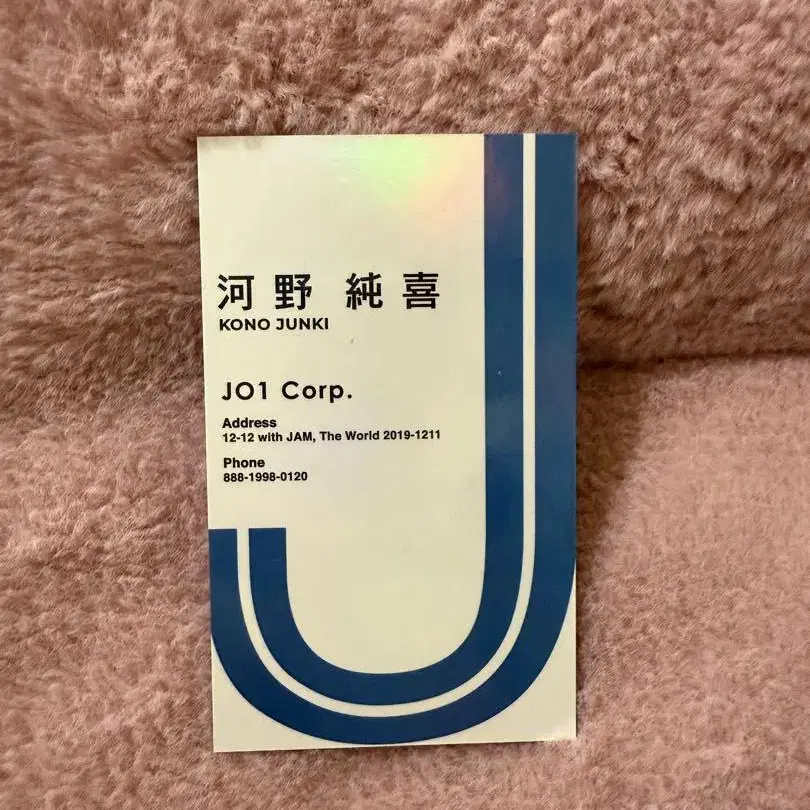 河野 純喜
KONO JUNKI
JO1 Corp.
Address
12-12 with JAM, The World 2019-1211
Phone
888-1998-0120